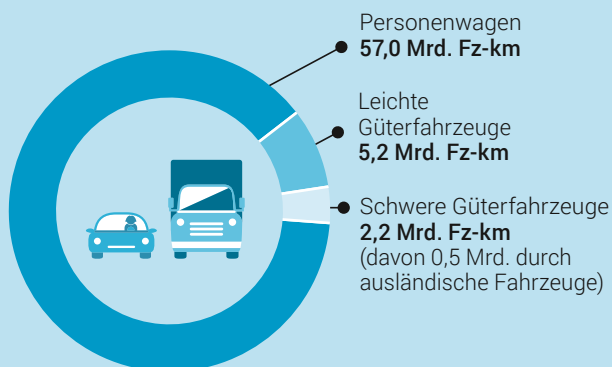 Personenwagen
57,0 Mrd. Fz-km
Leichte
Güterfahrzeuge
5,2 Mrd. Fz-km
Schwere Güterfahrzeuge
2,2 Mrd. Fz-km
(davon 0,5 Mrd. durch
ausländische Fahrzeuge)